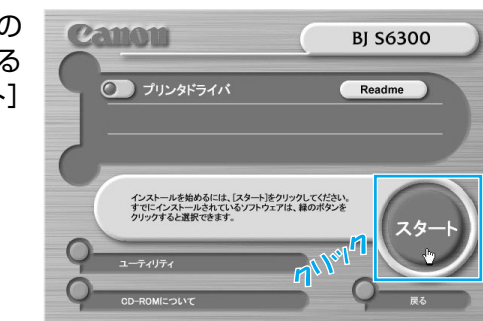 の
る
ト]
Canon
BJ S6300
プリンタドライバ
Readme
インストールを始めるには、[スタート]をクリックしてください。
すでにインストールされているソフトウェアは、緑のボタンを
クリックすると選択できます。
スタート
クリック
ユーティリティ
CD-ROMについて
戻る